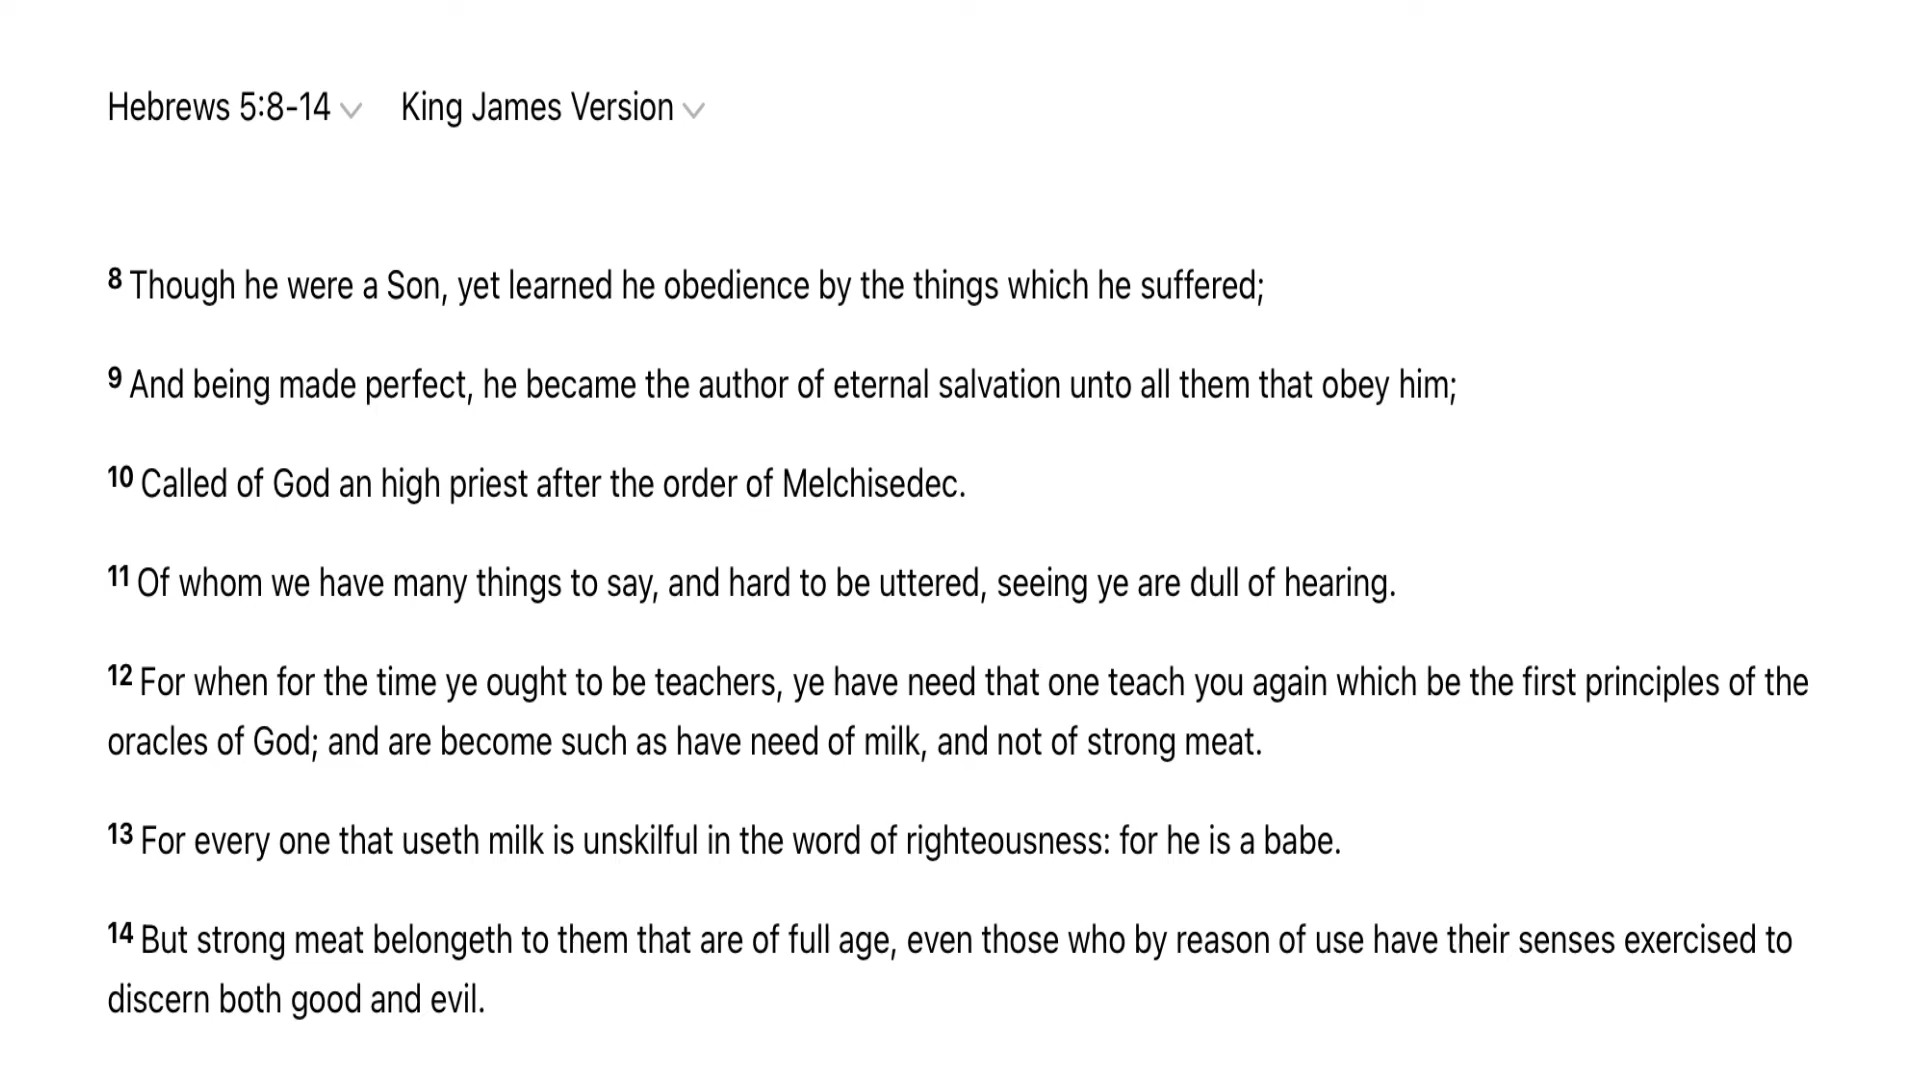 Hebrews 5:8-14 King James Version
8 Though he were a Son, yet learned he obedience by the things which he suffered;
9 And being made perfect, he became the author of eternal salvation unto all them that obey him;
10 Called of God an high priest after the order of Melchisedec.
11 Of whom we have many things to say, and hard to be uttered, seeing ye are dull of hearing.
12 For when for the time ye ought to be teachers, ye have need that one teach you again which be the first principles of the
oracles of God; and are become such as have need of milk, and not of strong meat.
13 For every one that useth milk is unskilful in the word of righteousness: for he is a babe.
14 But strong meat belongeth to them that are of full age, even those who by reason of use have their senses exercised to
discern both good and evil.